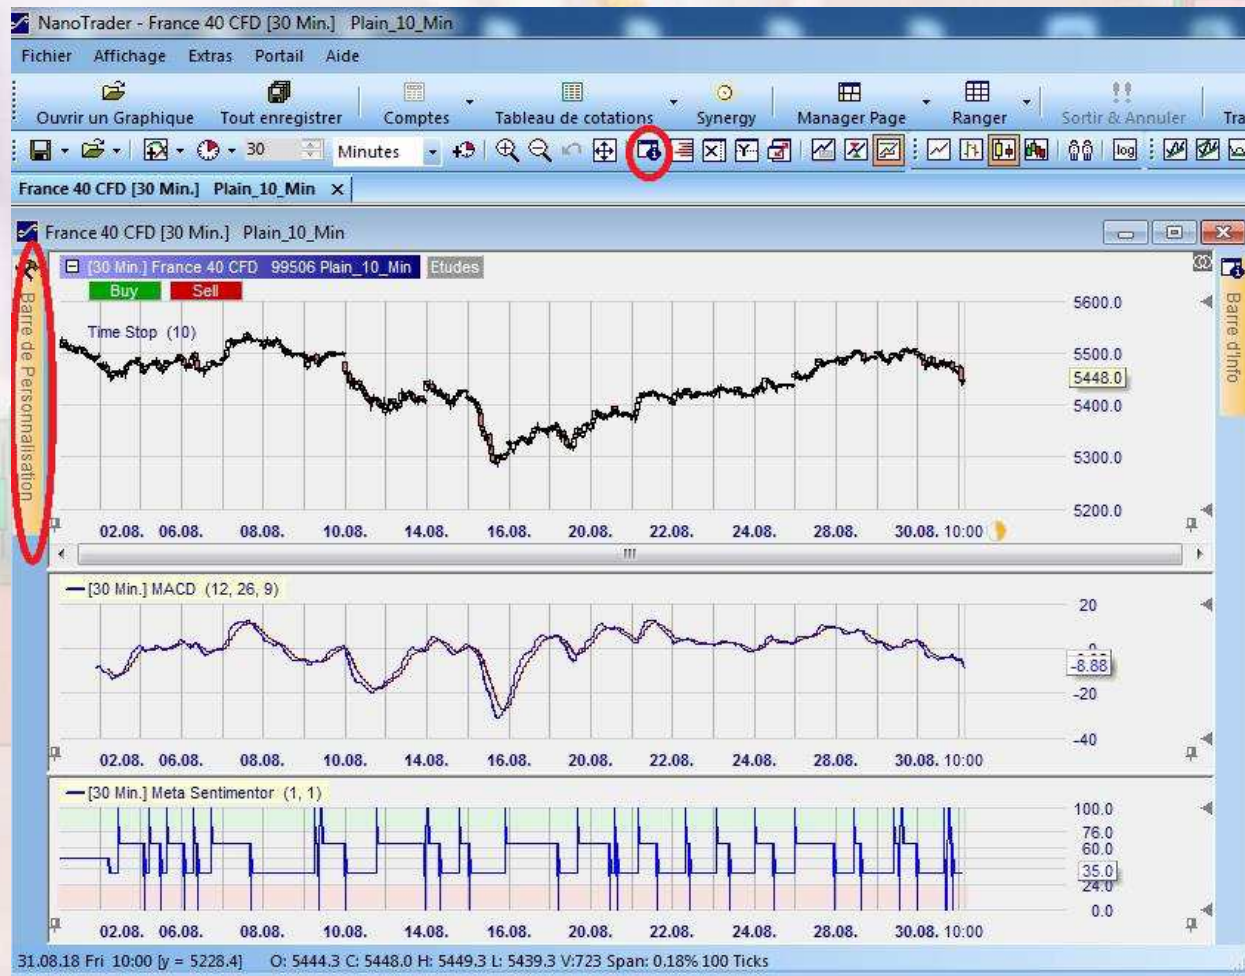 NanoTrader - France 40 CFD [30 Min.] Plain_10_Min
Fichier Affichage Extras Portail Aide
Ouvrir un Graphique Tout enregistrer Comptes Tableau de cotations Synergy Manager Page Ranger Sortir & Annuler Tra
30 Minutes log
France 40 CFD [30 Min.] Plain_10_Min X
France 40 CFD [30 Min.] Plain_10_Min
Barre de Personnalisation
[30 Min.] France 40 CFD 99506 Plain_10_Min Etudes
Buy Sell
Time Stop (10)
5600.0
5500.0
5448.0
5400.0
5300.0
5200.0
Barre d'Info
02.08. 06.08. 08.08. 10.08. 14.08. 16.08. 20.08. 22.08. 24.08. 28.08. 30.08. 10:00
[30 Min.] MACD (12, 26, 9)
20
-8.88
-20
-40
02.08. 06.08. 08.08. 10.08. 14.08. 16.08. 20.08. 22.08. 24.08. 28.08. 30.08. 10:00
[30 Min.] Meta Sentimentor (1, 1)
100.0
76.0
60.0
35.0
24.0
0.0
02.08. 06.08. 08.08. 10.08. 14.08. 16.08. 20.08. 22.08. 24.08. 28.08. 30.08. 10:00
31.08.18 Fri 10:00 [y = 5228.4] O: 5444.3 C: 5448.0 H: 5449.3 L: 5439.3 V:723 Span: 0.18% 100 Ticks